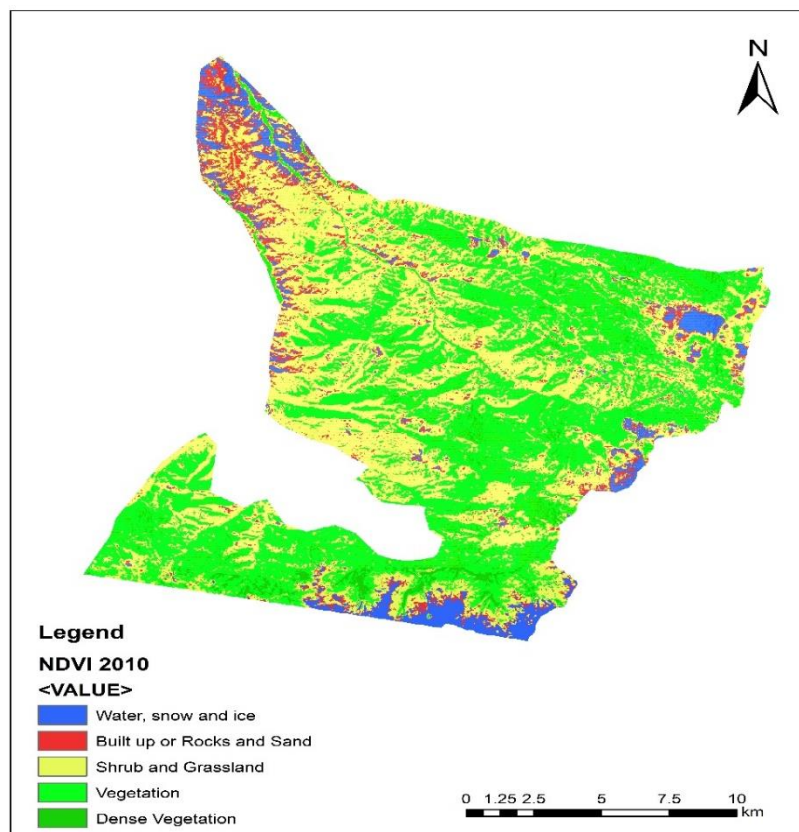 N
Legend
NDVI 2010
<VALUE>
Water, snow and ice
Built up or Rocks and Sand
Shrub and Grassland
Vegetation
Dense Vegetation
0 1.25 2.5 5 7.5 10
km